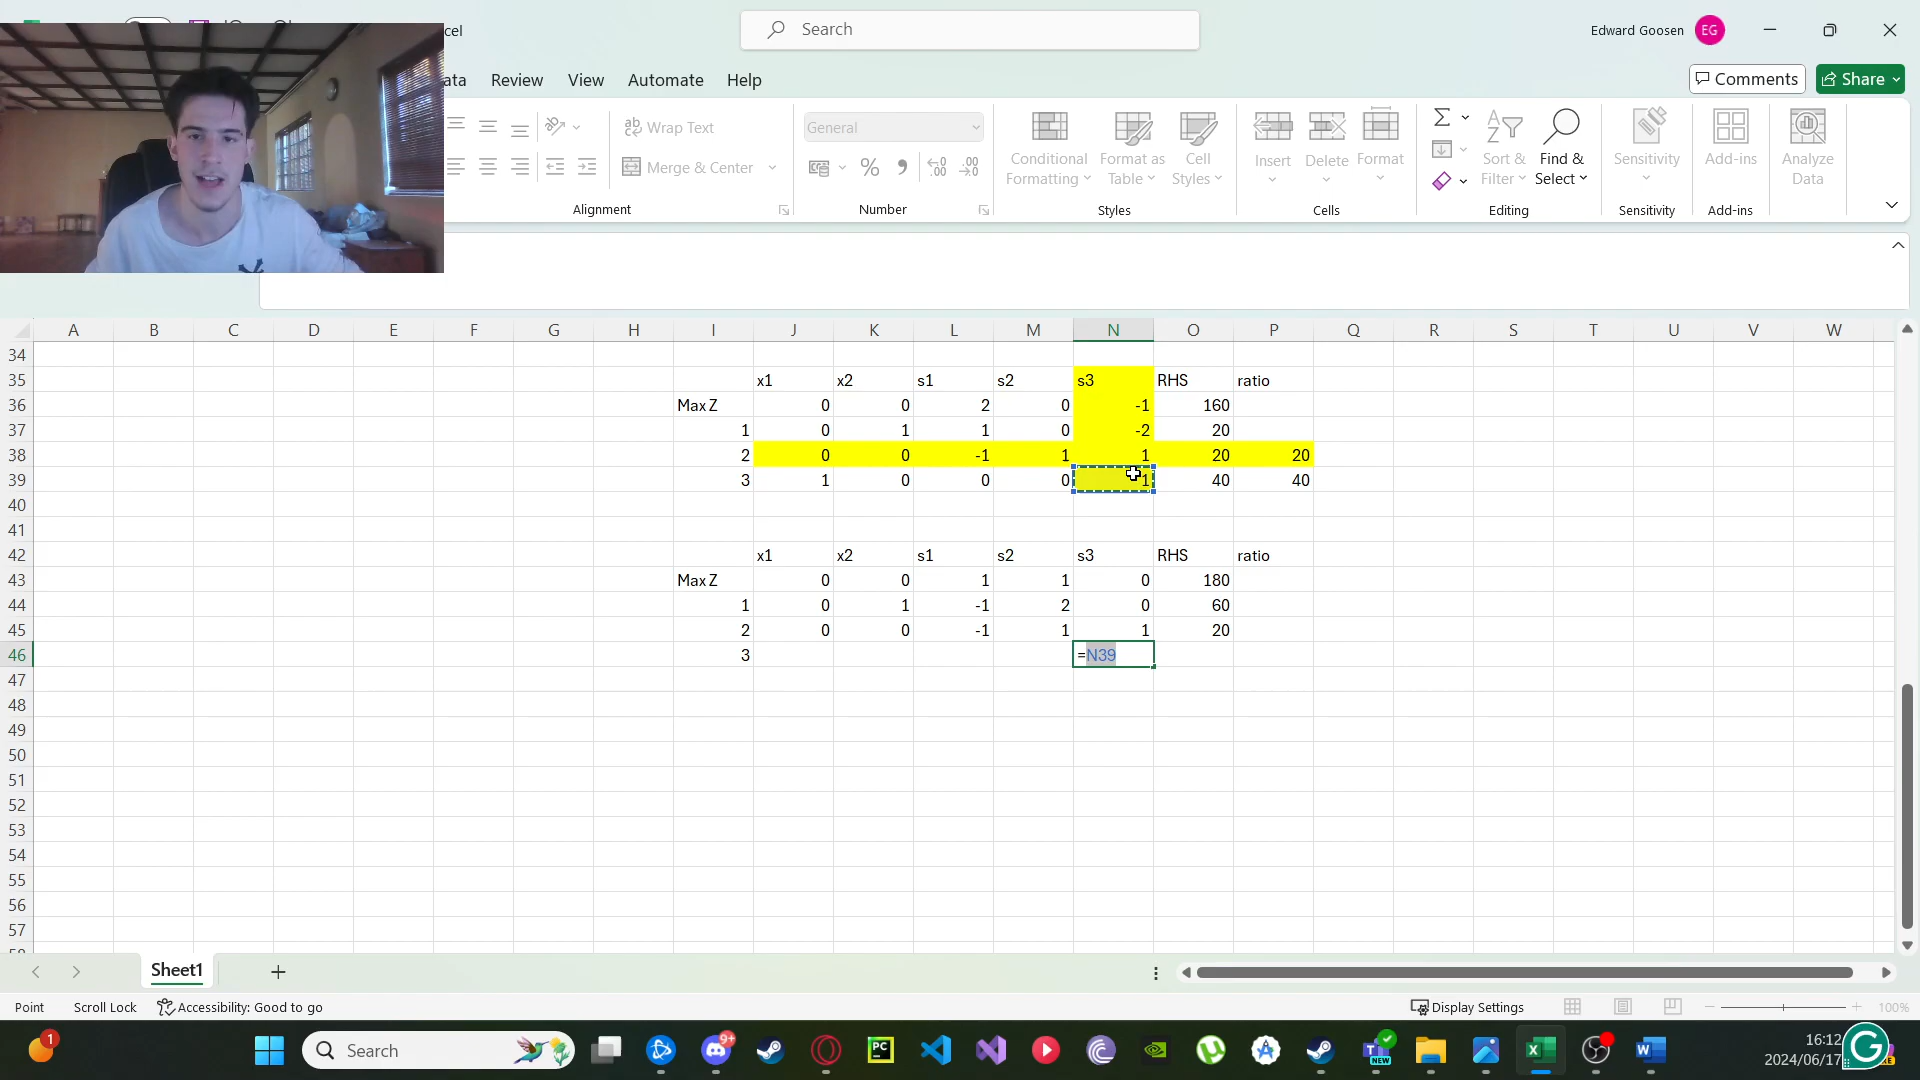 cel
Search
Edward Goosen
EG
ata
Review
View
Automate
Help
Comments
Share
Wrap Text
General
Conditional Formatting
Format as Table
Cell Styles
Insert
Delete
Format
Sort & Filter
Find & Select
Sensitivity
Add-ins
Analyze Data
Merge & Center
Alignment
Number
Styles
Cells
Editing
Sensitivity
Add-ins
A B C D E F G H I J K L M N O P Q R S T U V W
34
35 x1 x2 s1 s2 s3 RHS ratio
36 Max Z 0 0 2 0 -1 160
37 1 0 1 1 0 -2 20
38 2 0 0 -1 1 1 20 20
39 3 1 0 0 0 1 40 40
40
41
42 x1 x2 s1 s2 s3 RHS ratio
43 Max Z 0 0 1 1 0 180
44 1 0 1 -1 2 0 60
45 2 0 0 -1 1 1 20
46 3 =N39
47
48
49
50
51
52
53
54
55
56
57
Sheet1
Point
Scroll Lock
Accessibility: Good to go
Display Settings
100%
1
Search
9+
PC
NEW
16:12
2024/06/17